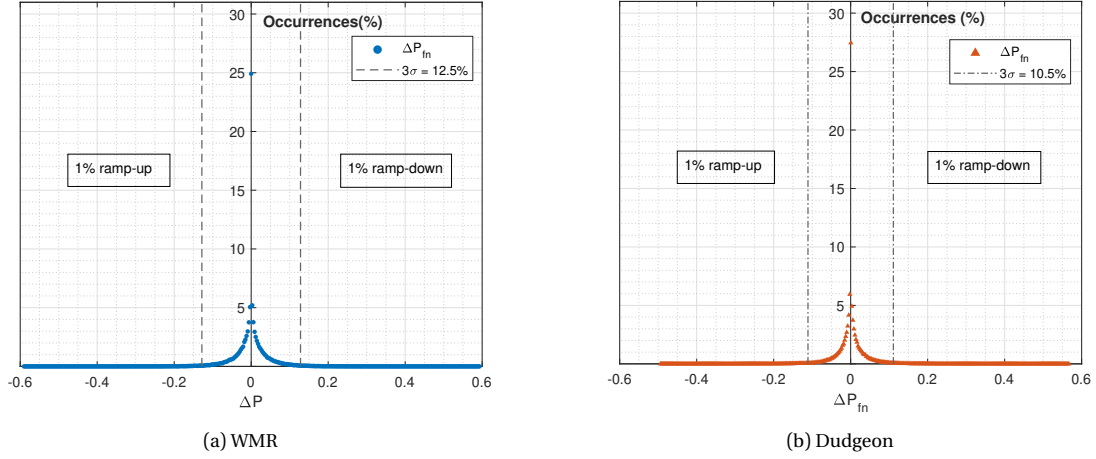 Occurrences(%)
ΔP_fn
3σ = 12.5%
1% ramp-up
1% ramp-down
30
25
20
15
10
5
-0.6 -0.4 -0.2 0 0.2 0.4 0.6
ΔP
(a) WMR
Occurrences (%)
ΔP_fn
3σ = 10.5%
1% ramp-up
1% ramp-down
30
25
20
15
10
5
-0.6 -0.4 -0.2 0 0.2 0.4 0.6
ΔP_fn
(b) Dudgeon